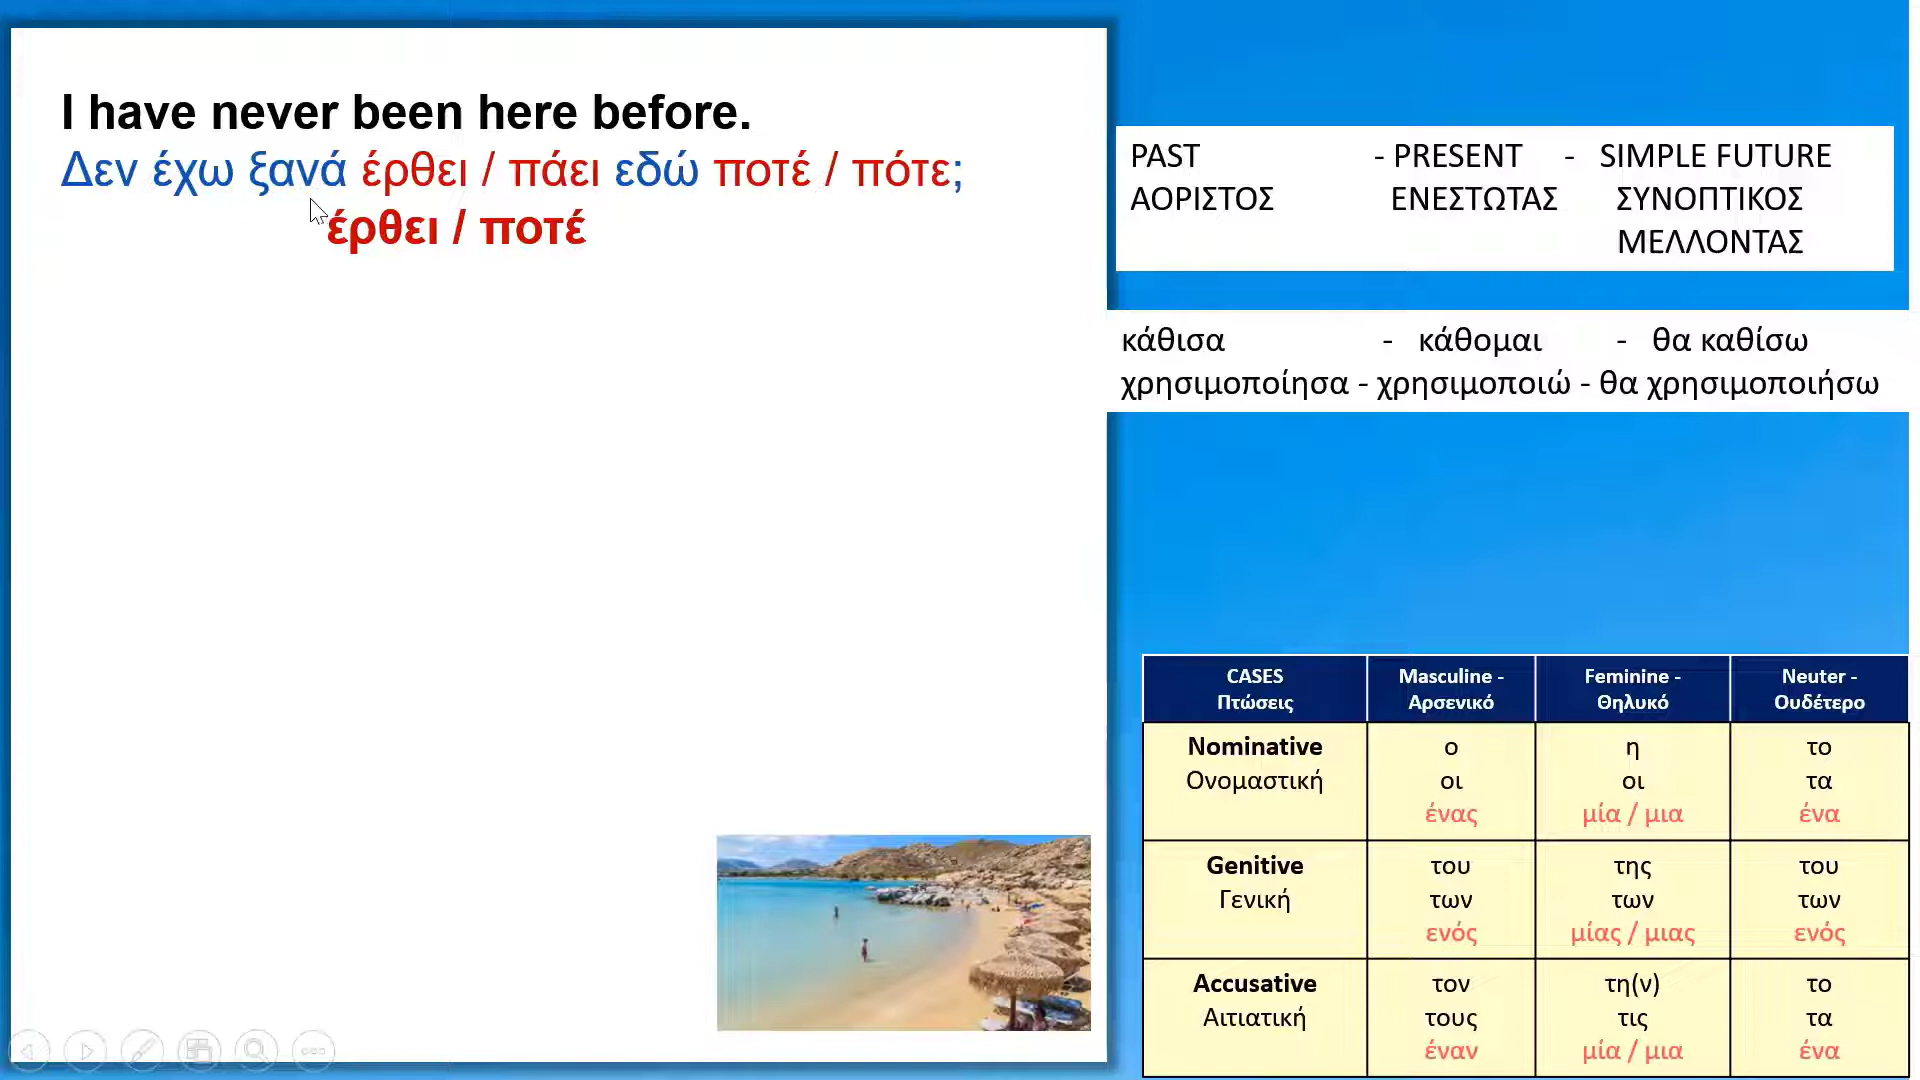 I have never been here before.
Δεν έχω ξανά έρθει / πάει εδώ ποτέ / πότε;
έρθει / ποτέ
PAST - PRESENT - SIMPLE FUTURE
ΑΟΡΙΣΤΟΣ ΕΝΕΣΤΩΤΑΣ ΣΥΝΟΠΤΙΚΟΣ
ΜΕΛΛΟΝΤΑΣ
κάθισα - κάθομαι - θα καθίσω
χρησιμοποίησα - χρησιμοποιώ - θα χρησιμοποιήσω
CASES Masculine - Feminine - Neuter -
Πτώσεις Αρσενικό Θηλυκό Ουδέτερο
Nominative ο η το
Ονομαστική οι οι τα
ένας μία / μια ένα
Genitive του της του
Γενική των των των
ενός μίας / μιας ενός
Accusative τον τη(ν) το
Αιτιατική τους τις τα
έναν μία / μια ένα